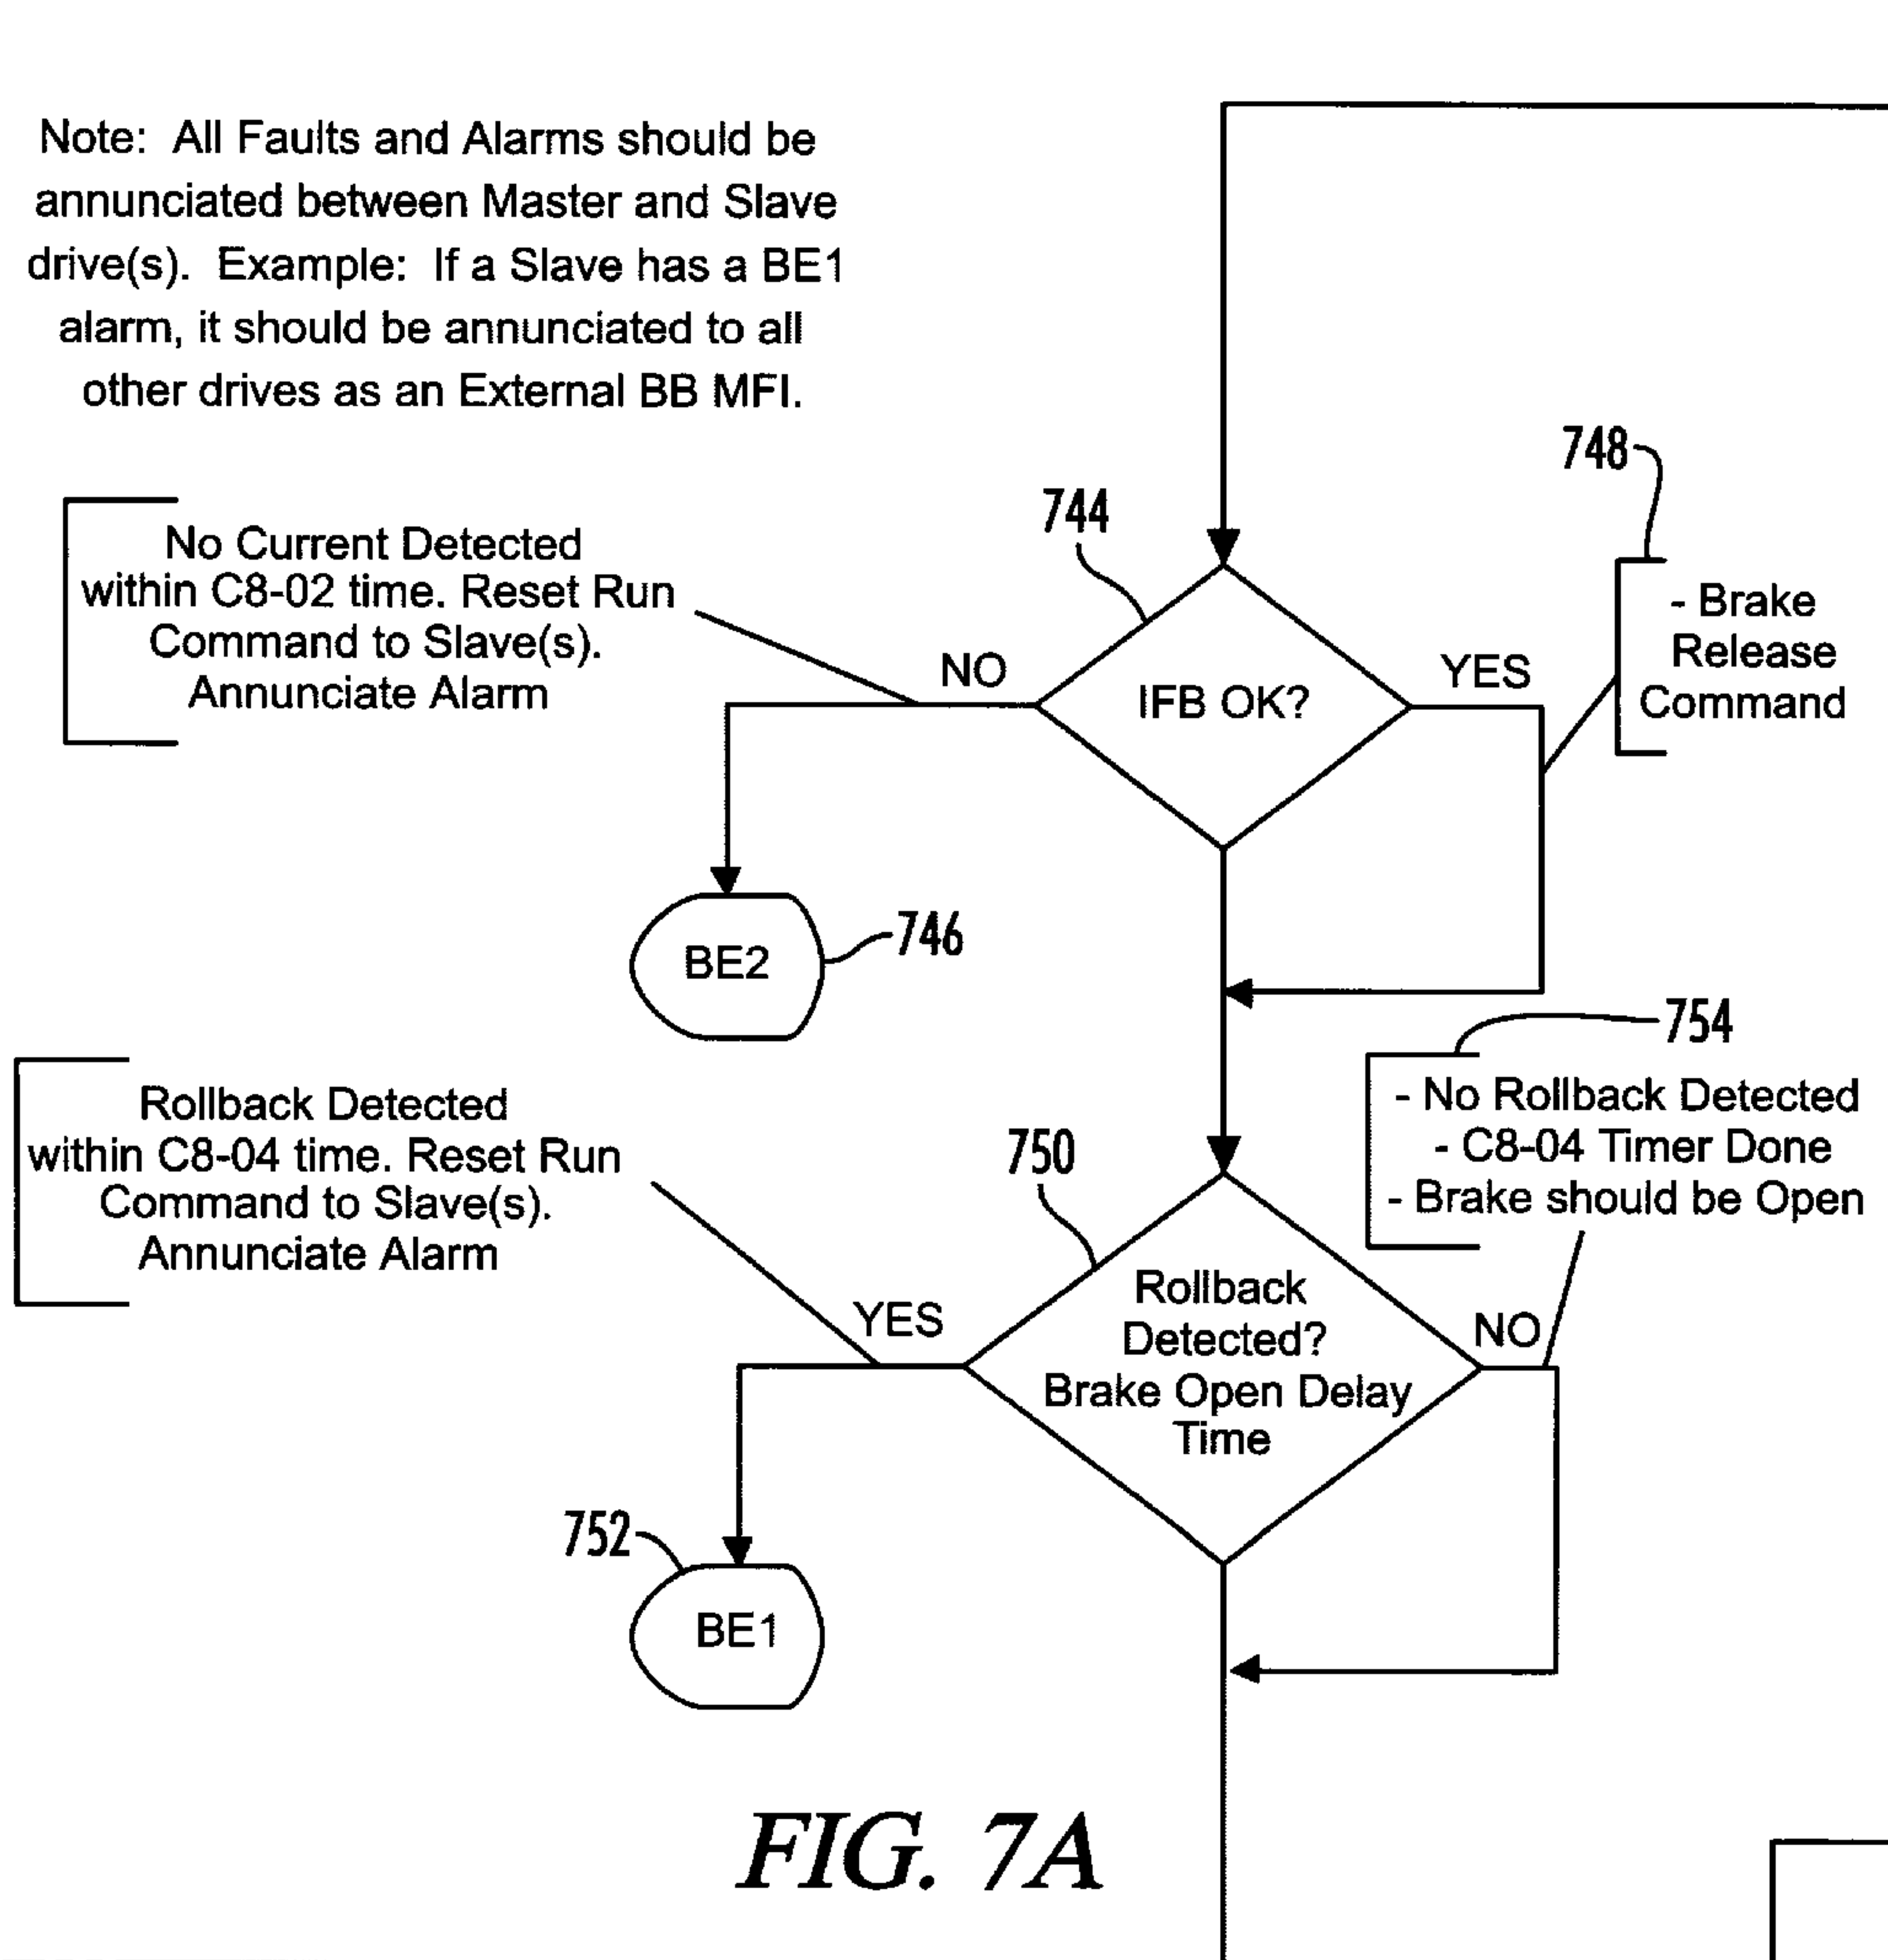 Note: All Faults and Alarms should be
annunciated between Master and Slave
drive(s). Example: If a Slave has a BE1
alarm, it should be annunciated to all
other drives as an External BB MFI.
748
744
No Current Detected
within C8-02 time. Reset Run
Command to Slave(s).
Annunciate Alarm
- Brake
Release
Command
NO
IFB OK?
YES
BE2
746
754
Rollback Detected
within C8-04 time. Reset Run
Command to Slave(s).
Annunciate Alarm
- No Rollback Detected
- C8-04 Timer Done
- Brake should be Open
750
YES
Rollback
Detected?
Brake Open Delay
Time
NO
752
BE1
FIG. 7A